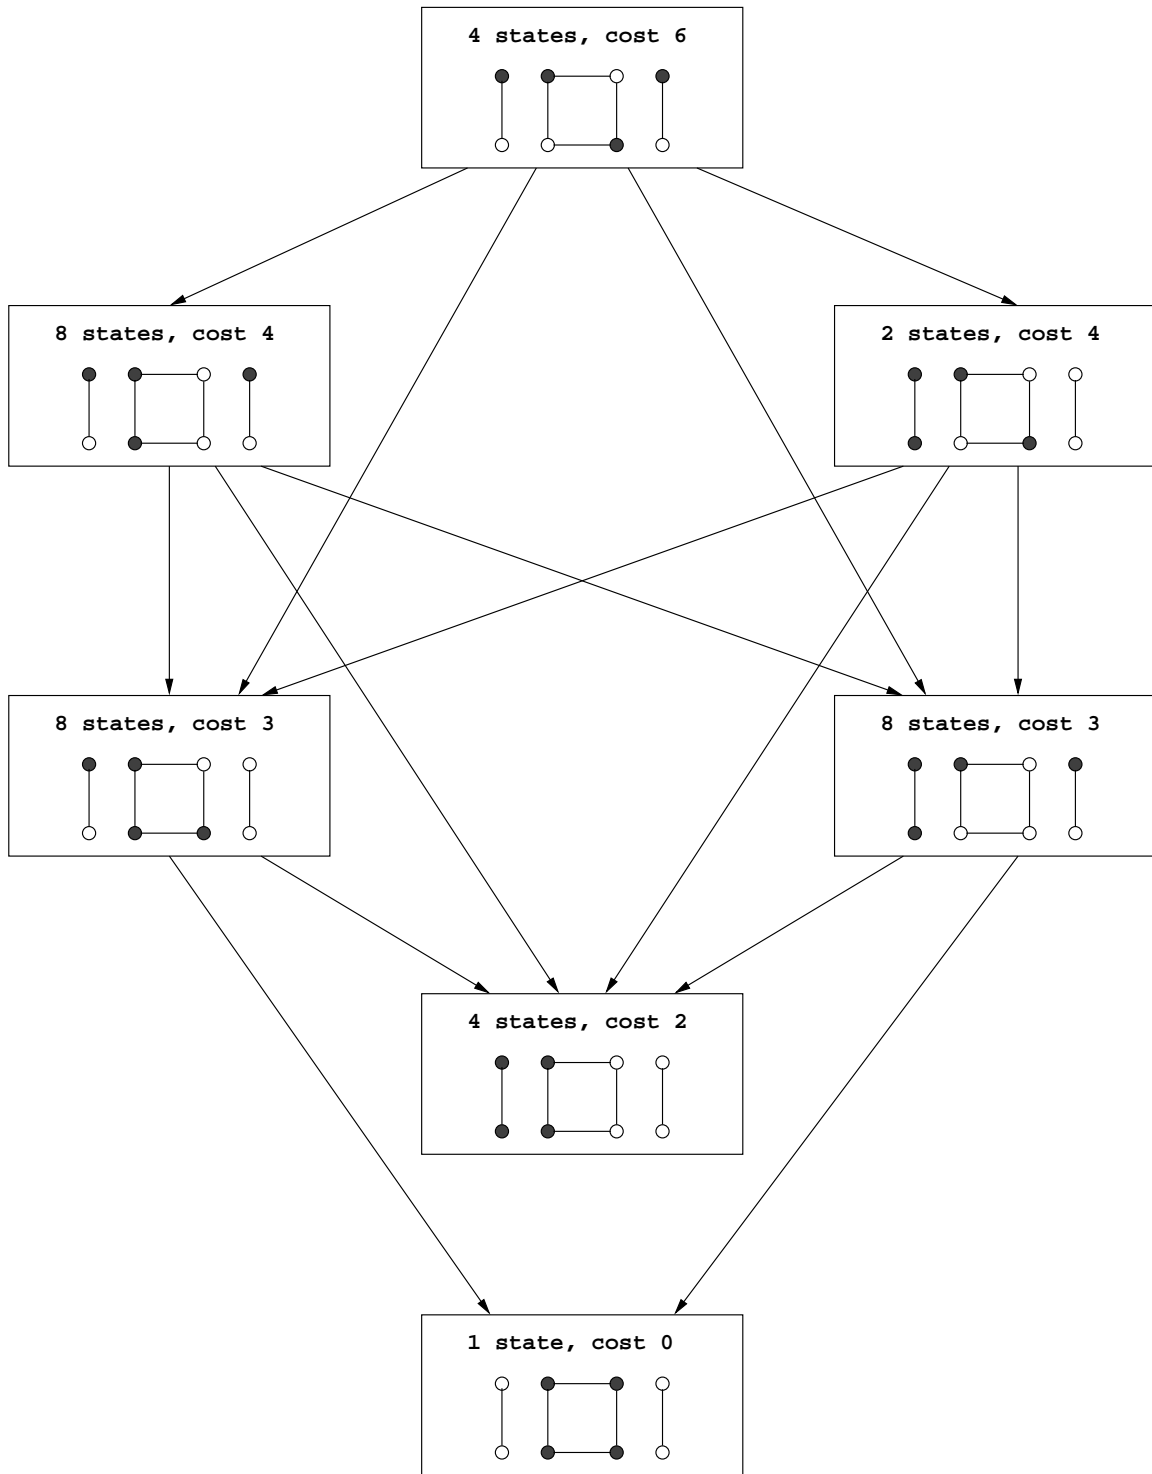 4 states, cost 6
8 states, cost 4
2 states, cost 4
8 states, cost 3
8 states, cost 3
4 states, cost 2
1 state, cost 0